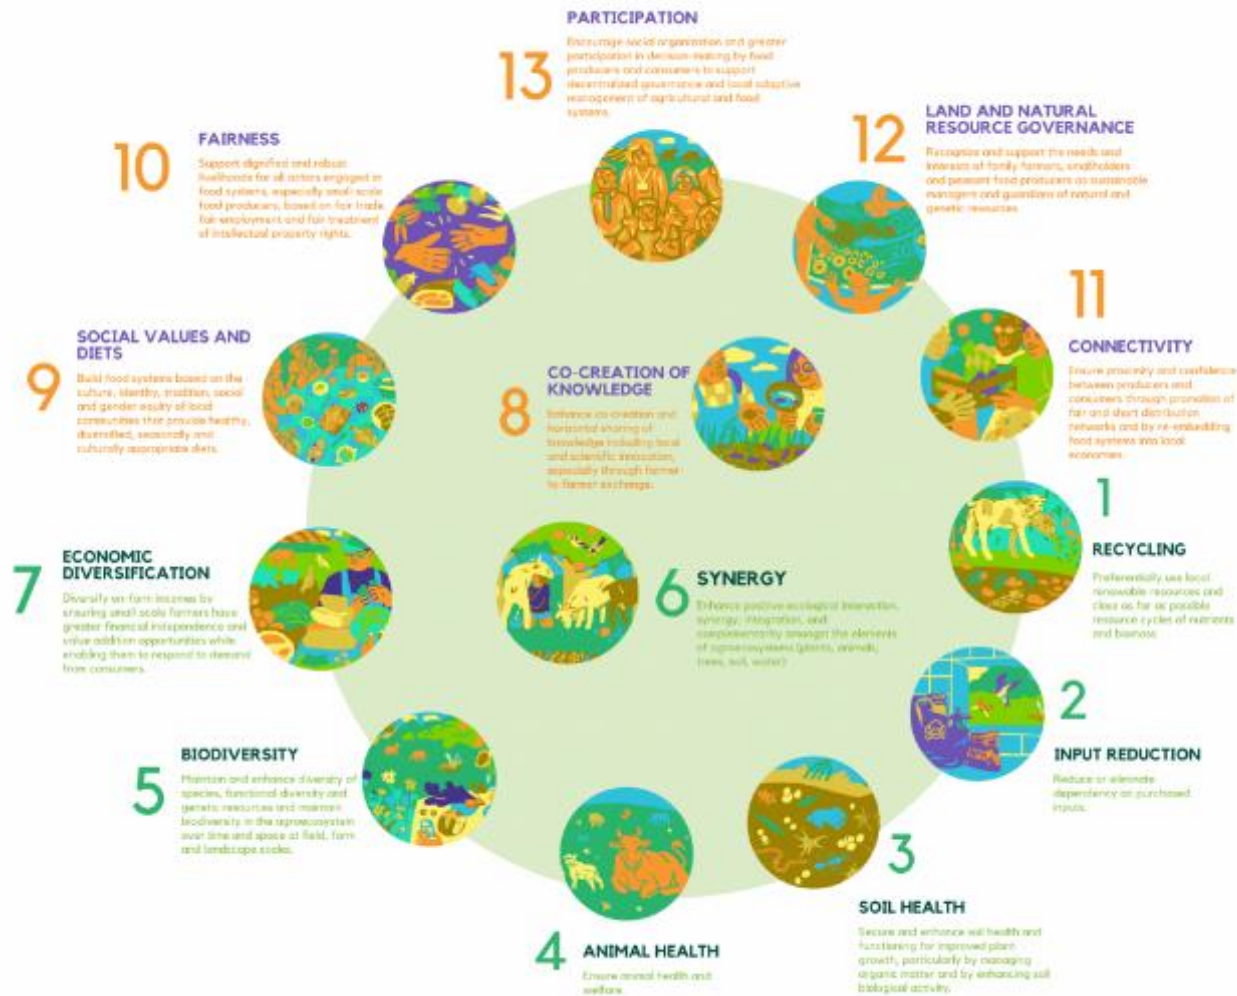 13
PARTICIPATION
Encourage social organization and greater
participation in decision-making by food
producers and consumers to support
decentralized governance and local adaptive
management of agricultural and food
systems.
12
LAND AND NATURAL
RESOURCE GOVERNANCE
Recognize and support the needs and
interests of family farmers, smallholders
and peasant food producers as sustainable
managers and guardians of natural and
genetic resources.
10
FAIRNESS
Support dignified and robust
livelihoods for all actors engaged in
food systems, especially small-scale
food producers, based on fair trade,
fair employment and fair treatment
of intellectual property rights.
11
CONNECTIVITY
Ensure proximity and confidence
between producers and
consumers through promotion of
fair and short distribution
networks and by re-embedding
food systems into local
economies.
9
SOCIAL VALUES AND
DIETS
Build food systems based on the
culture, identity, tradition, social
and gender equity of local
communities that provide healthy,
diversified, seasonally and
culturally appropriate diets.
8
CO-CREATION OF
KNOWLEDGE
Enhance co-creation and
horizontal sharing of
knowledge including local
and scientific innovation,
especially through farmer
to farmer exchange.
1
RECYCLING
Preferentially use local
renewable resources and
close as far as possible
resource cycles of nutrients
and biomass.
7
ECONOMIC
DIVERSIFICATION
Diversify on-farm incomes by
ensuring small-scale farmers have
greater financial independence and
value addition opportunities while
enabling them to respond to demand
from consumers.
6
SYNERGY
Enhance positive ecological interaction,
synergy, integration, and
complementarity amongst the elements
of agroecosystems (plants, animals,
trees, soil, water)
2
INPUT REDUCTION
Reduce or eliminate
dependency on purchased
inputs.
5
BIODIVERSITY
Maintain and enhance diversity of
species, functional diversity and
genetic resources and maintain
biodiversity in the agroecosystem
over time and space at field, farm
and landscape scales.
3
SOIL HEALTH
Secure and enhance soil health and
functioning for improved plant
growth, particularly by managing
organic matter and by enhancing soil
biological activity.
4
ANIMAL HEALTH
Ensure animal health and
welfare.